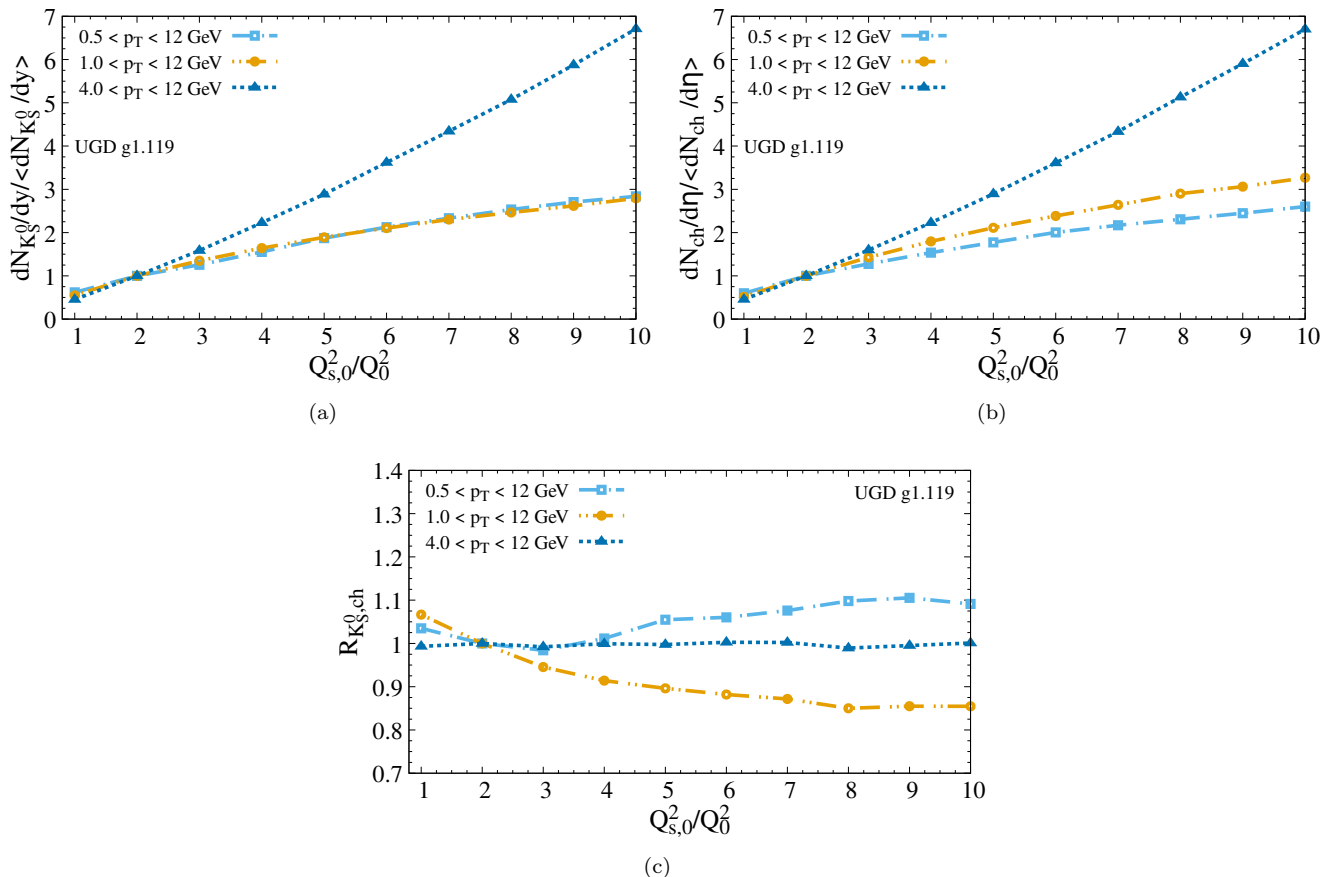 7
6
5
4
3
2
1
0
dN_{K_S^0}/dy/<dN_{K_S^0}/dy>
0.5 < p_T < 12 GeV
1.0 < p_T < 12 GeV
4.0 < p_T < 12 GeV
UGD g1.119
1 2 3 4 5 6 7 8 9 10
Q_{s,0}^2/Q_0^2
(a)
7
6
5
4
3
2
1
0
dN_{ch}/dη/<dN_{ch}/dη>
0.5 < p_T < 12 GeV
1.0 < p_T < 12 GeV
4.0 < p_T < 12 GeV
UGD g1.119
1 2 3 4 5 6 7 8 9 10
Q_{s,0}^2/Q_0^2
(b)
1.4
1.3
1.2
1.1
1
0.9
0.8
0.7
R_{K_S^0,ch}
0.5 < p_T < 12 GeV
1.0 < p_T < 12 GeV
4.0 < p_T < 12 GeV
UGD g1.119
1 2 3 4 5 6 7 8 9 10
Q_{s,0}^2/Q_0^2
(c)